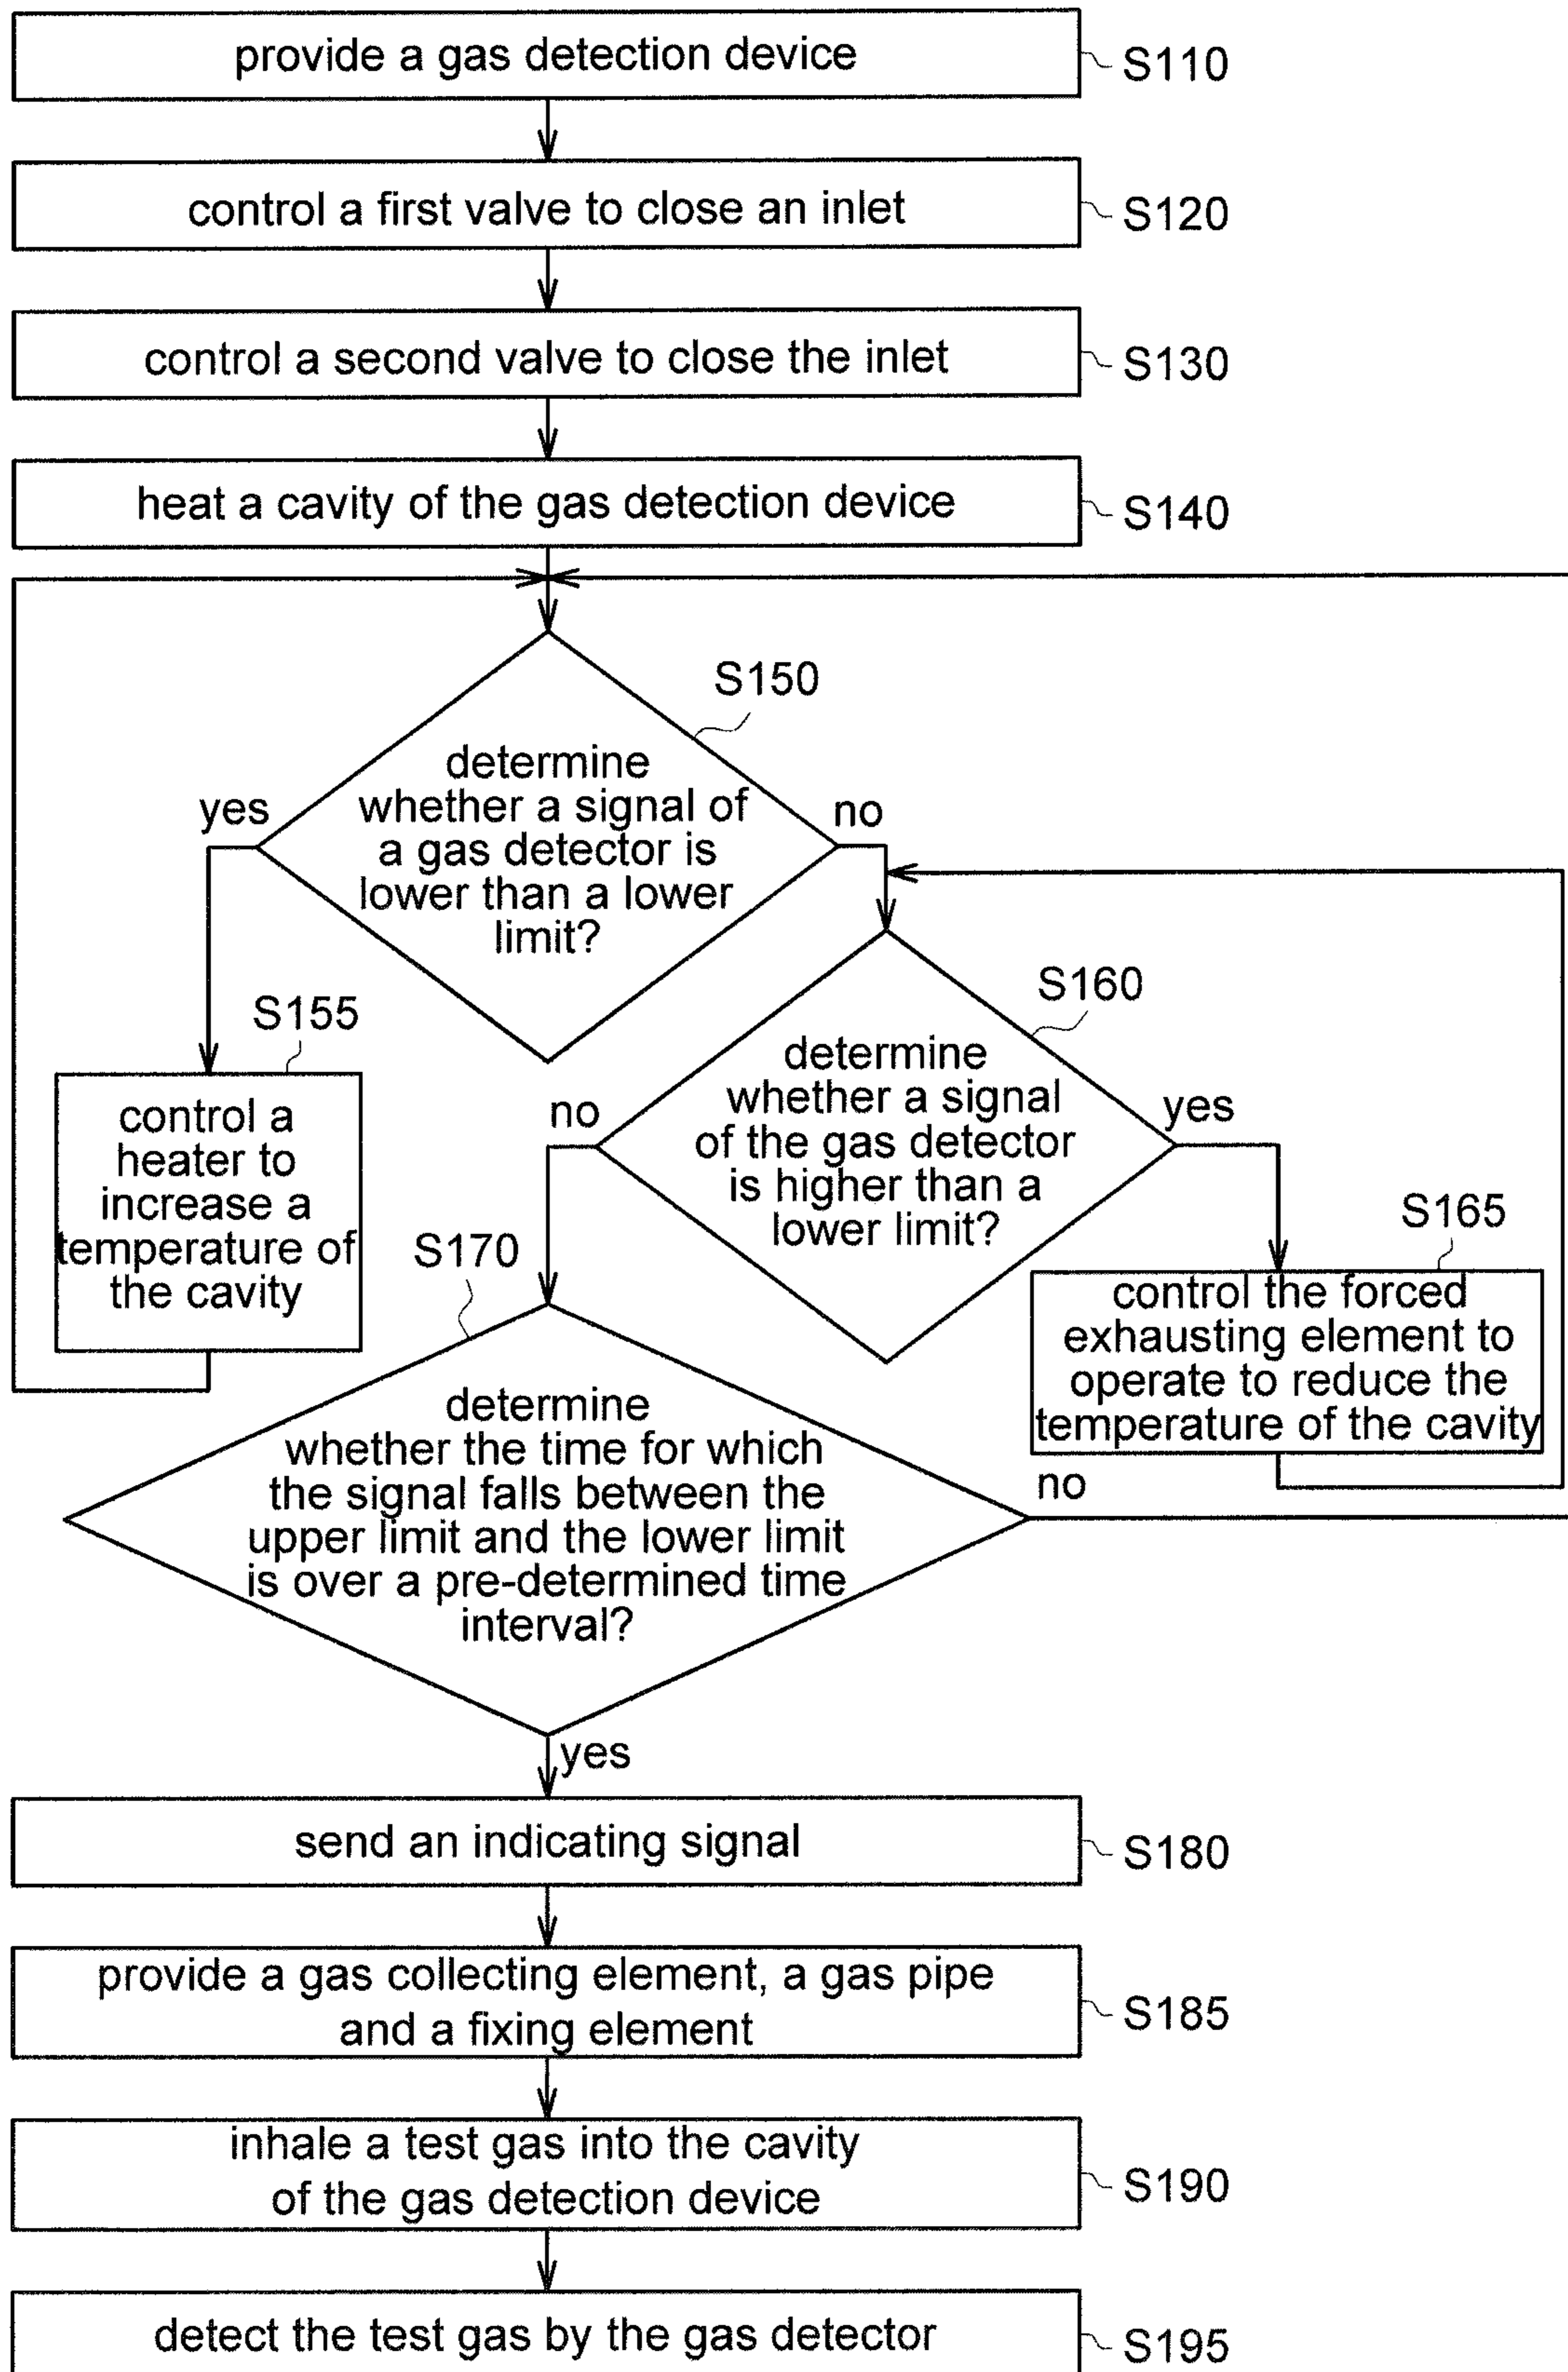 provide a gas detection device
S110
control a first valve to close an inlet
S120
control a second valve to close the inlet
S130
heat a cavity of the gas detection device
S140
S150
determine
whether a signal of
a gas detector is
lower than a lower
limit?
yes
no
S155
control a
heater to
increase a
temperature of
the cavity
S160
determine
whether a signal
of the gas detector
is higher than a
lower limit?
no
yes
S165
control the forced
exhausting element to
operate to reduce the
temperature of the cavity
S170
determine
whether the time for which
the signal falls between the
upper limit and the lower limit
is over a pre-determined time
interval?
no
yes
send an indicating signal
S180
provide a gas collecting element, a gas pipe
and a fixing element
S185
inhale a test gas into the cavity
of the gas detection device
S190
detect the test gas by the gas detector
S195